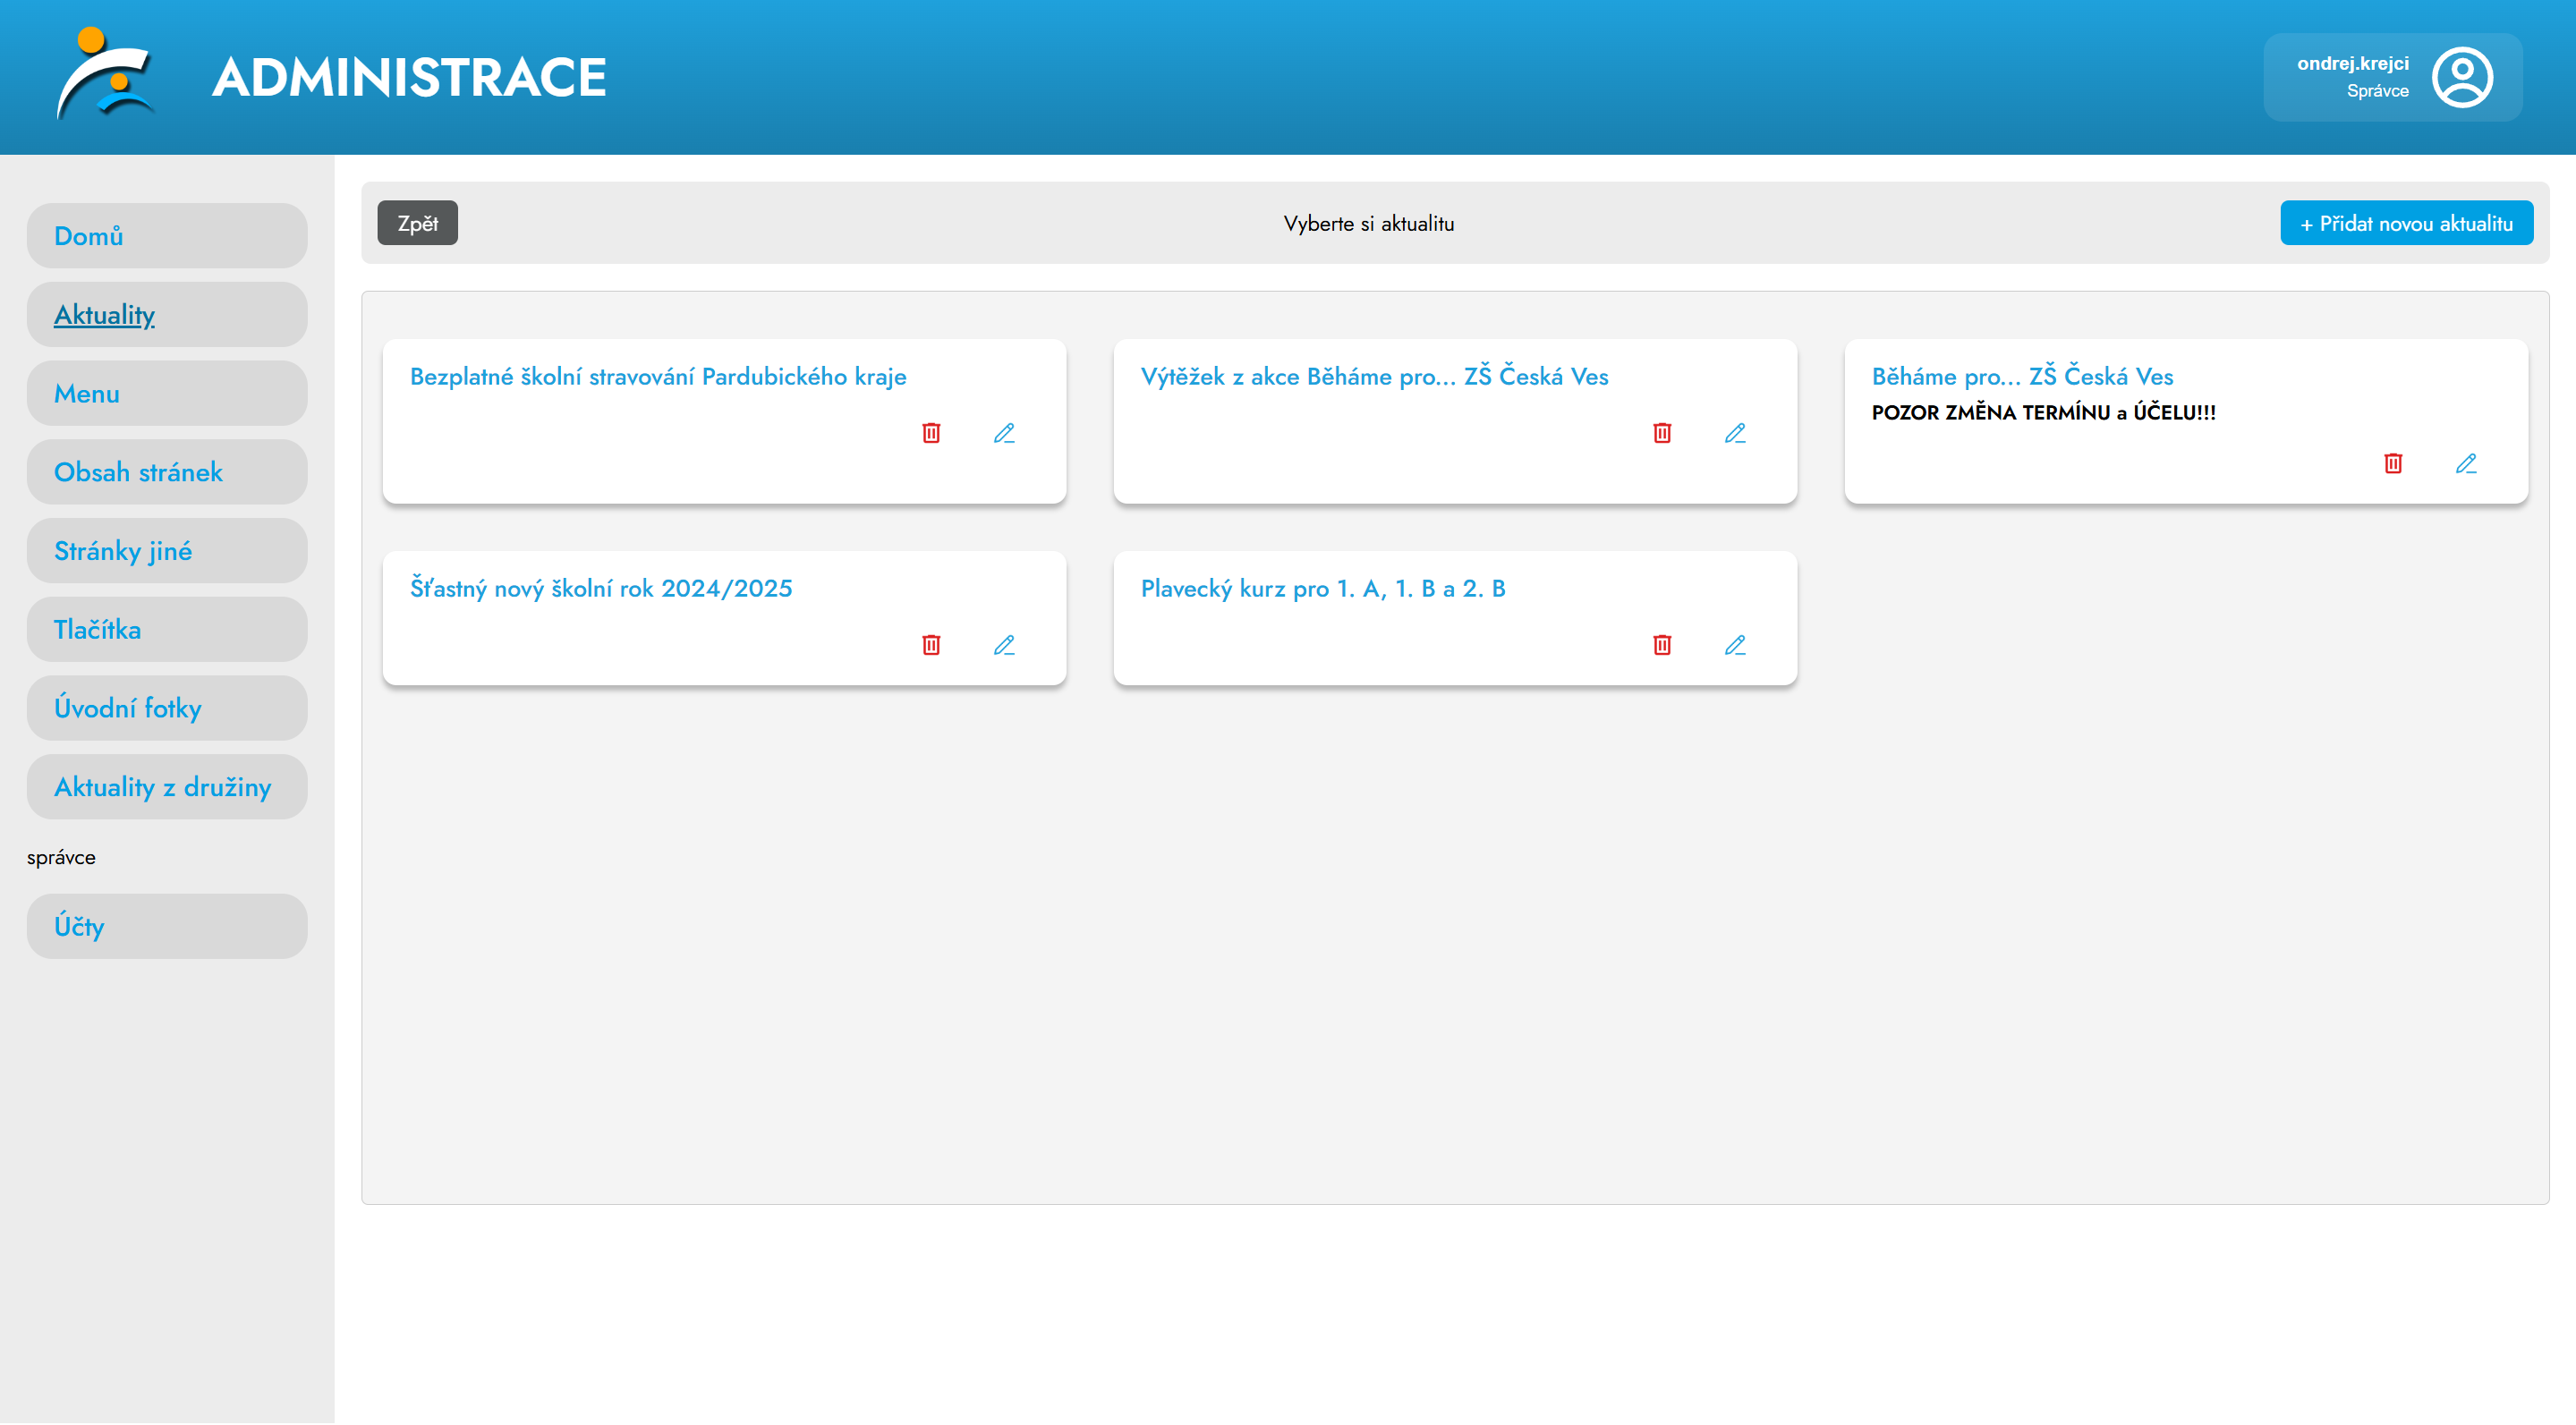 ADMINISTRACE
ondrej.krejci
Správce
Domů
Aktuality
Menu
Obsah stránek
Stránky jiné
Tlačítka
Úvodní fotky
Aktuality z družiny
správce
Účty
Zpět
Vyberte si aktualitu
+ Přidat novou aktualitu
Bezplatné školní stravování Pardubického kraje
Výtěžek z akce Běháme pro... ZŠ Česká Ves
Běháme pro... ZŠ Česká Ves
POZOR ZMĚNA TERMÍNU a ÚČELU!!!
Šťastný nový školní rok 2024/2025
Plavecký kurz pro 1. A, 1. B a 2. B